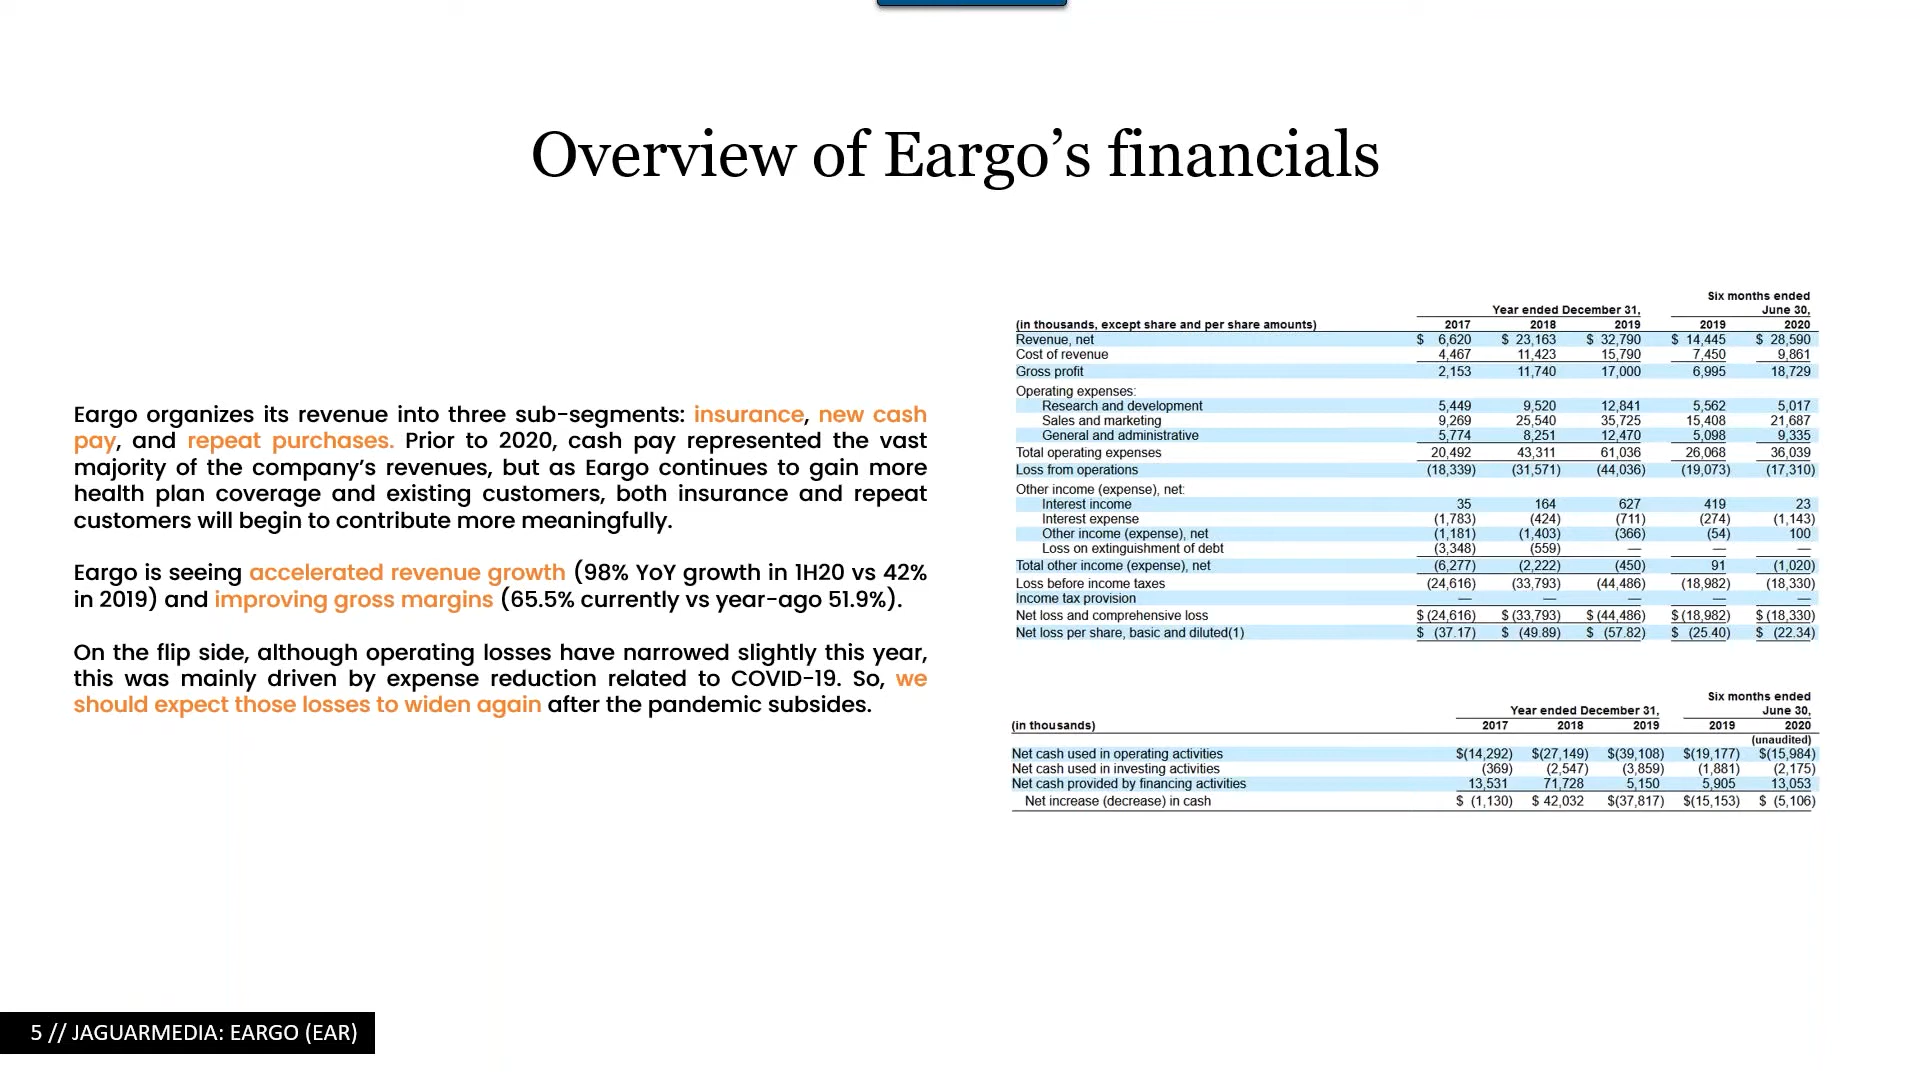 Overview of Eargo’s financials
Eargo organizes its revenue into three sub-segments: insurance, new cash
pay, and repeat purchases. Prior to 2020, cash pay represented the vast
majority of the company’s revenues, but as Eargo continues to gain more
health plan coverage and existing customers, both insurance and repeat
customers will begin to contribute more meaningfully.
Eargo is seeing accelerated revenue growth (98% YoY growth in 1H20 vs 42%
in 2019) and improving gross margins (65.5% currently vs year-ago 51.9%).
On the flip side, although operating losses have narrowed slightly this year,
this was mainly driven by expense reduction related to COVID-19. So, we
should expect those losses to widen again after the pandemic subsides.
Six months ended
Year ended December 31, June 30,
(in thousands, except share and per share amounts) 2017 2018 2019 2019 2020
Revenue, net $ 6,620 $ 23,163 $ 32,790 $ 14,445 $ 28,590
Cost of revenue 4,467 11,423 15,790 7,450 9,861
Gross profit 2,153 11,740 17,000 6,995 18,729
Operating expenses:
Research and development 5,449 9,520 12,841 5,562 5,017
Sales and marketing 9,269 25,540 35,725 15,408 21,687
General and administrative 5,774 8,251 12,470 5,098 9,335
Total operating expenses 20,492 43,311 61,036 26,068 36,039
Loss from operations (18,339) (31,571) (44,036) (19,073) (17,310)
Other income (expense), net:
Interest income 35 164 627 419 23
Interest expense (1,783) (424) (711) (274) (1,143)
Other income (expense), net (1,181) (1,403) (366) (54) 100
Loss on extinguishment of debt (3,348) (559) — — —
Total other income (expense), net (6,277) (2,222) (450) 91 (1,020)
Loss before income taxes (24,616) (33,793) (44,486) (18,982) (18,330)
Income tax provision — — — — —
Net loss and comprehensive loss $ (24,616) $ (33,793) $ (44,486) $ (18,982) $ (18,330)
Net loss per share, basic and diluted(1) $ (37.17) $ (49.89) $ (57.82) $ (25.40) $ (22.34)
Six months ended
Year ended December 31, June 30,
(in thousands) 2017 2018 2019 2019 2020
(unaudited)
Net cash used in operating activities $(14,292) $(27,149) $(39,108) $(19,177) $(15,984)
Net cash used in investing activities (369) (2,547) (3,859) (1,881) (2,175)
Net cash provided by financing activities 13,531 71,728 5,150 5,905 13,053
Net increase (decrease) in cash $ (1,130) $ 42,032 $(37,817) $(15,153) $ (5,106)
5 // JAGUARMEDIA: EARGO (EAR)